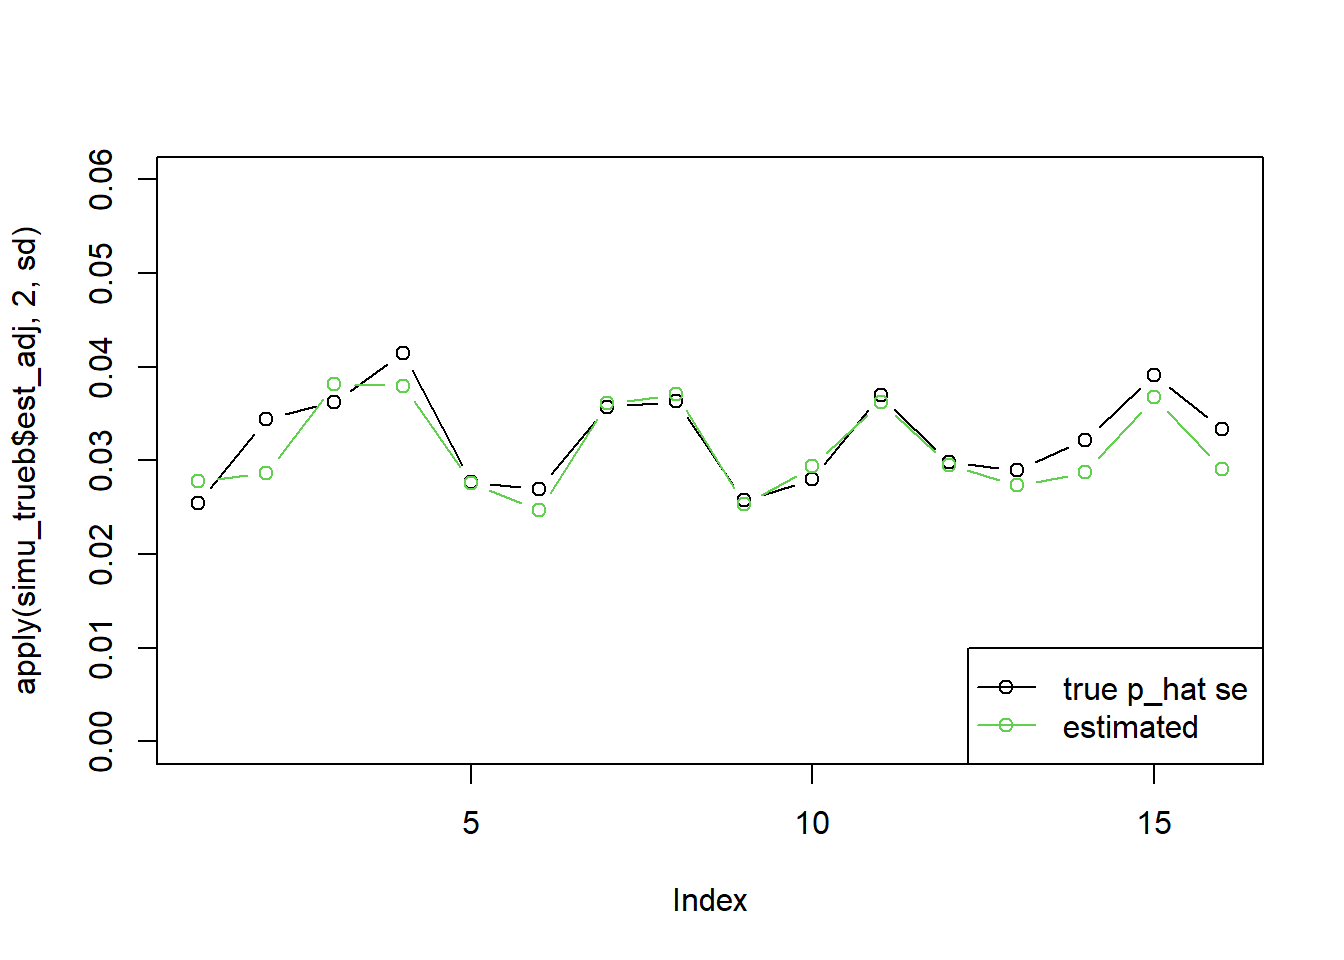 apply(simu_trueb$est_adj, 2, sd)
0.06
0.05
0.04
0.03
0.02
0.01
0.00
5
10
15
Index
true p_hat se
estimated